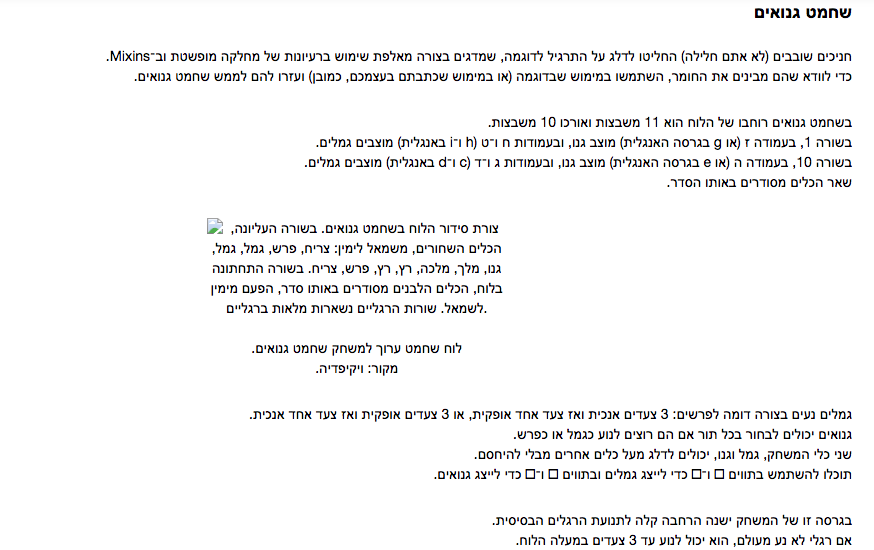 שחמט גנואים
חניכים שובבים (לא אתם חלילה) החליטו לדלג על התרגיל לדוגמה, שמדגים בצורה מאלפת שימוש ברעיונות של מחלקה מופשטת וב־Mixins.
כדי לוודא שהם מבינים את החומר, השתמשו במימוש שבדוגמה (או במימוש שכתבתם בעצמכם, כמובן) ועזרו להם לממש שחמט גנואים.
בשחמט גנואים רוחבו של הלוח הוא 11 משבצות ואורכו 10 משבצות.
בשורה 1, בעמודה ז (או g בגרסה האנגלית) מוצב גנו, ובעמודות ח ו־ט (h ו־i באנגלית) מוצבים גמלים.
בשורה 10, בעמודה ה (או e בגרסה האנגלית) מוצב גנו, ובעמודות ג ו־ד (c ו־d באנגלית) מוצבים גמלים.
שאר הכלים מסודרים באותו הסדר.
צורת סידור הלוח בשחמט גנואים. בשורה העליונה,
הכלים השחורים, משמאל לימין: צריח, פרש, גמל, גמל,
גנו, מלך, מלכה, רץ, רץ, פרש, צריח. בשורה התחתונה
בלוח, הכלים הלבנים מסודרים באותו סדר, הפעם מימין
לשמאל. שורות הרגליים נשארות מלאות ברגליים.
לוח שחמט ערוך למשחק שחמט גנואים.
מקור: ויקיפדיה.
גמלים נעים בצורה דומה לפרשים: 3 צעדים אנכית ואז צעד אחד אופקית, או 3 צעדים אופקית ואז צעד אחד אנכית.
גנואים יכולים לבחור בכל תור אם הם רוצים לנוע כגמל או כפרש.
שני כלי המשחק, גמל וגנו, יכולים לדלג מעל כלים אחרים מבלי להיחסם.
תוכלו להשתמש בתווים □ ו־□ כדי לייצג גמלים ובתווים □ ו־□ כדי לייצג גנואים.
בגרסה זו של המשחק ישנה הרחבה קלה לתנועת הרגלים הבסיסית.
אם רגלי לא נע מעולם, הוא יכול לנוע עד 3 צעדים במעלה הלוח.